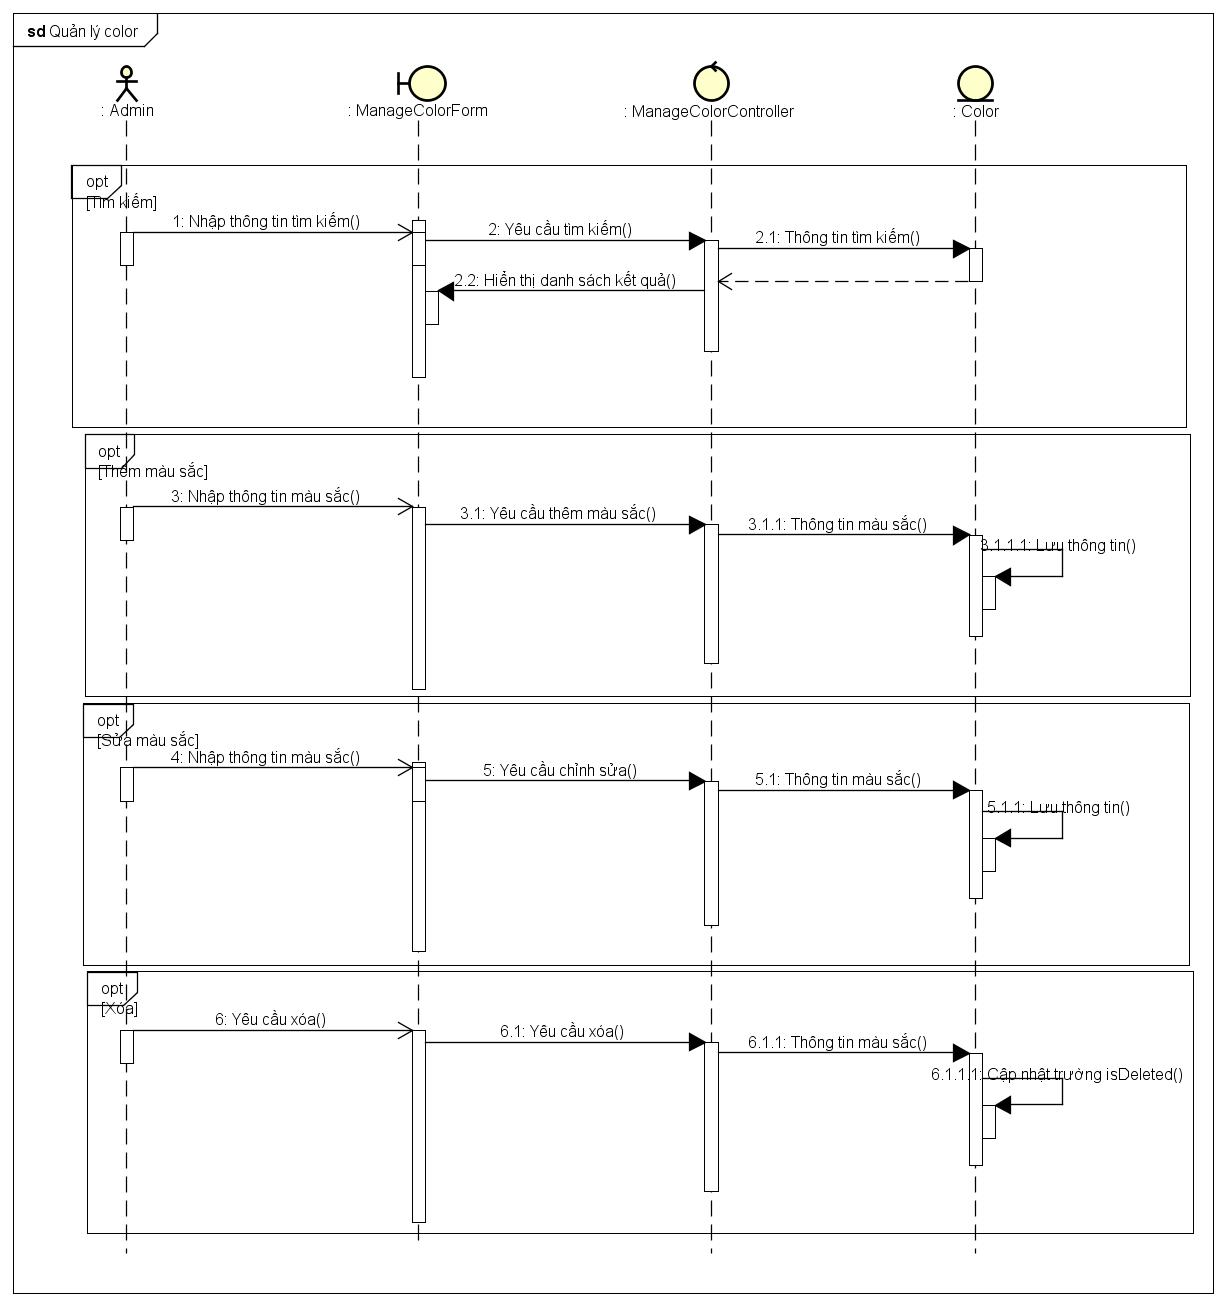 sd Quản lý color
: Admin
: ManageColorForm
: ManageColorController
: Color
opt
[Tìm kiếm]
1: Nhập thông tin tìm kiếm()
2: Yêu cầu tìm kiếm()
2.1: Thông tin tìm kiếm()
2.2: Hiển thị danh sách kết quả()
opt
[Thêm màu sắc]
3: Nhập thông tin màu sắc()
3.1: Yêu cầu thêm màu sắc()
3.1.1: Thông tin màu sắc()
3.1.1.1: Lưu thông tin()
opt
[Sửa màu sắc]
4: Nhập thông tin màu sắc()
5: Yêu cầu chỉnh sửa()
5.1: Thông tin màu sắc()
5.1.1: Lưu thông tin()
opt
[Xóa]
6: Yêu cầu xóa()
6.1: Yêu cầu xóa()
6.1.1: Thông tin màu sắc()
6.1.1.1: Cập nhật trường isDeleted()